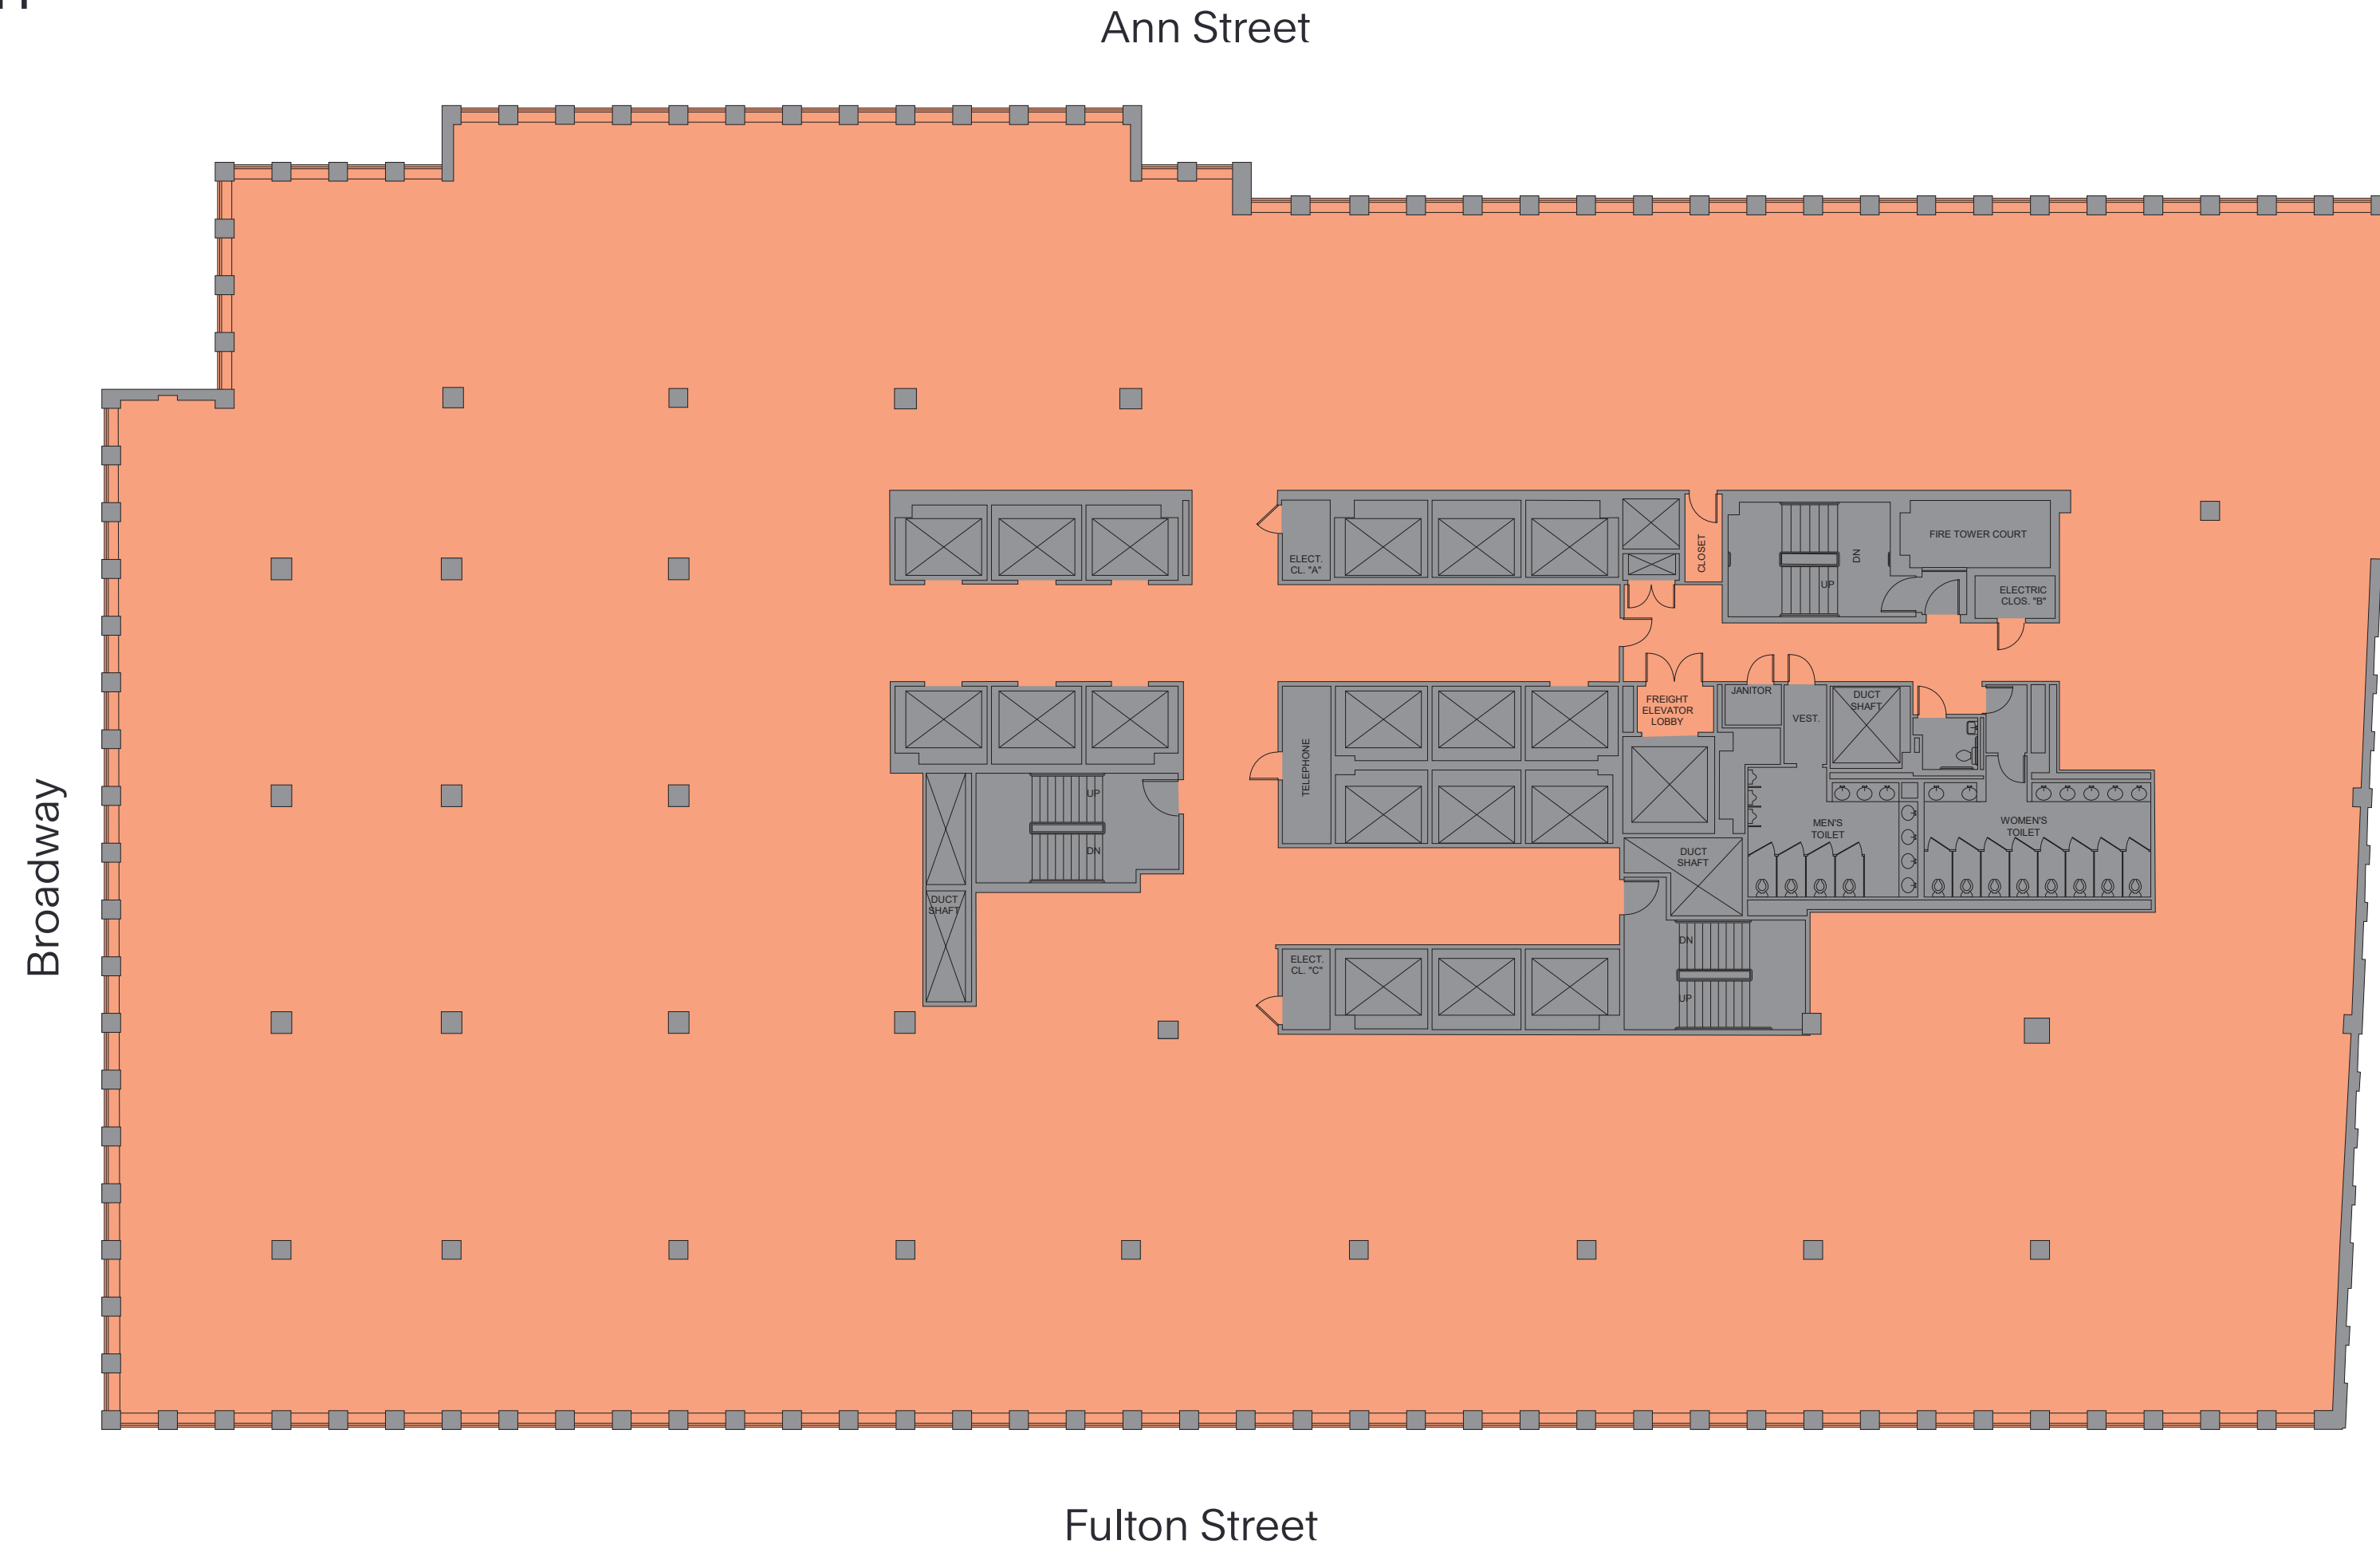 Ann Street
Broadway
ELECT.
CL. "A"
CLOSET
UP
DN
FIRE TOWER COURT
ELECTRIC
CLOS. "B"
FREIGHT
ELEVATOR
LOBBY
JANITOR
VEST.
DUCT
SHAFT
TELEPHONE
UP
DN
DUCT
SHAFT
MEN'S
TOILET
WOMEN'S
TOILET
DUCT
SHAFT
DN
UP
ELECT.
CL. "C"
Fulton Street